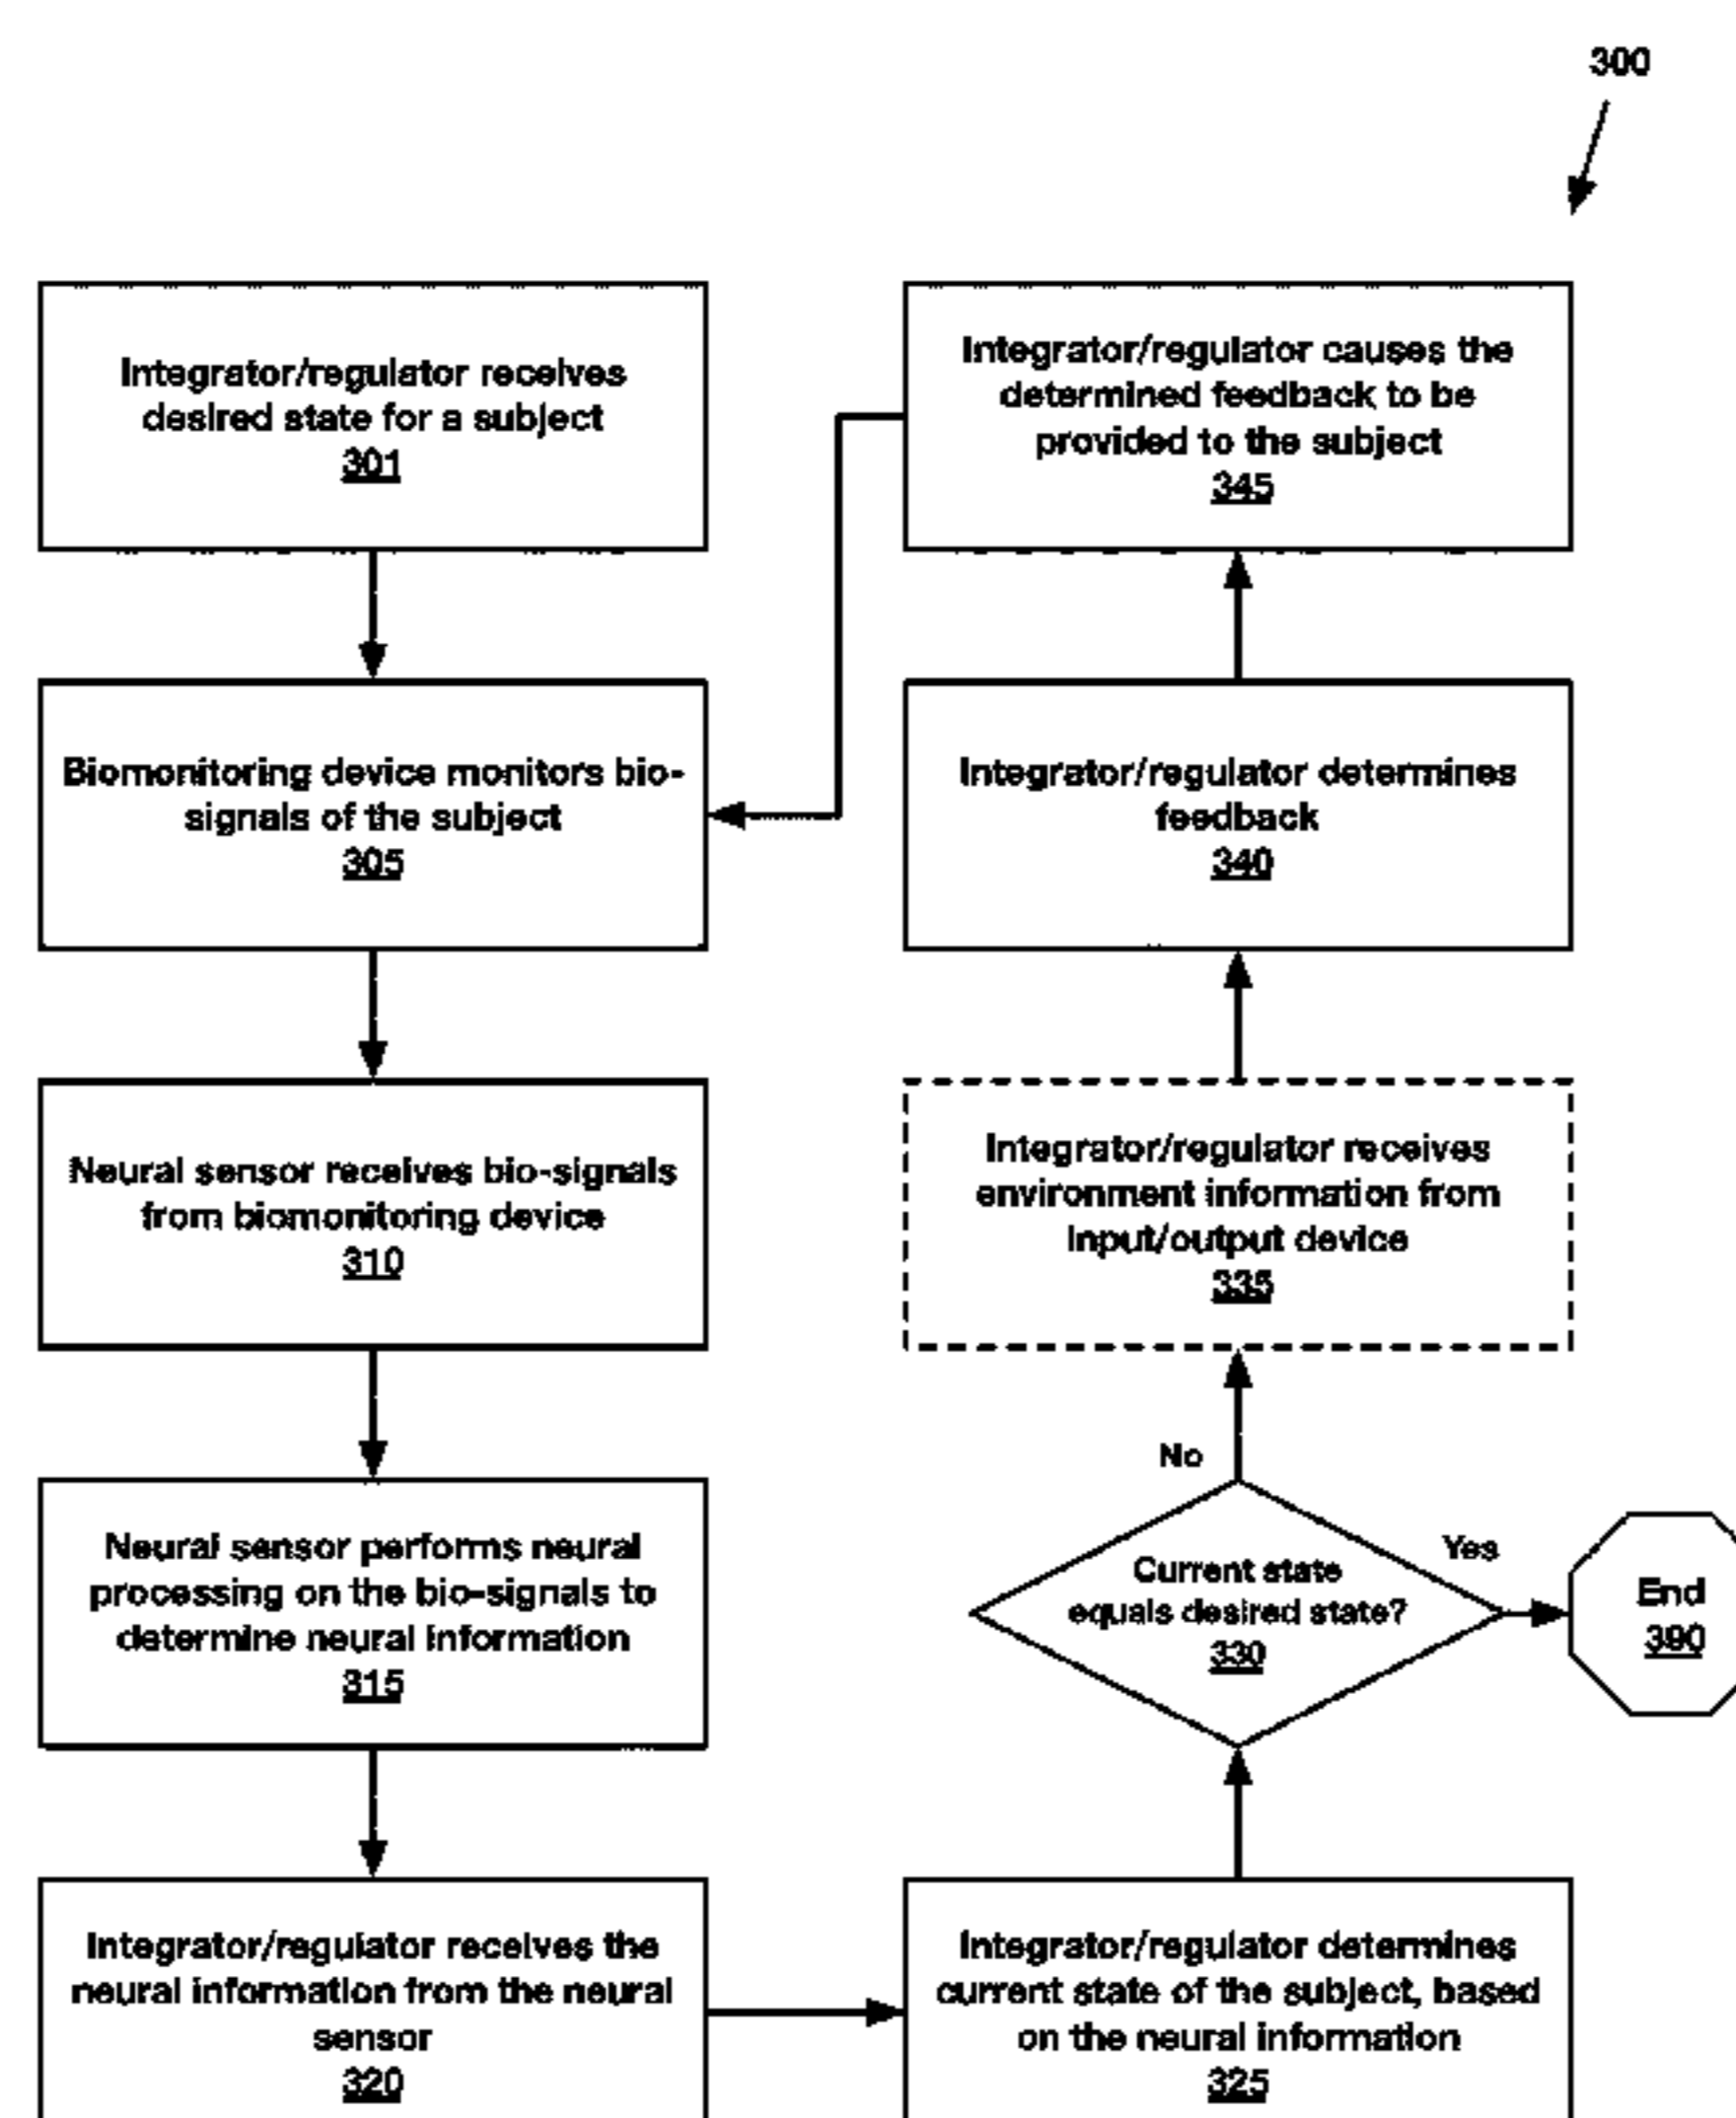 300
Integrator/regulator receives
desired state for a subject
301
Integrator/regulator causes the
determined feedback to be
provided to the subject
345
Biomonitoring device monitors bio-
signals of the subject
305
Integrator/regulator determines
feedback
340
Neural sensor receives bio-signals
from biomonitoring device
310
Integrator/regulator receives
environment information from
input/output device
335
No
Neural sensor performs neural
processing on the bio-signals to
determine neural information
315
Current state
equals desired state?
330
Yes
End
390
Integrator/regulator receives the
neural information from the neural
sensor
320
Integrator/regulator determines
current state of the subject, based
on the neural information
325